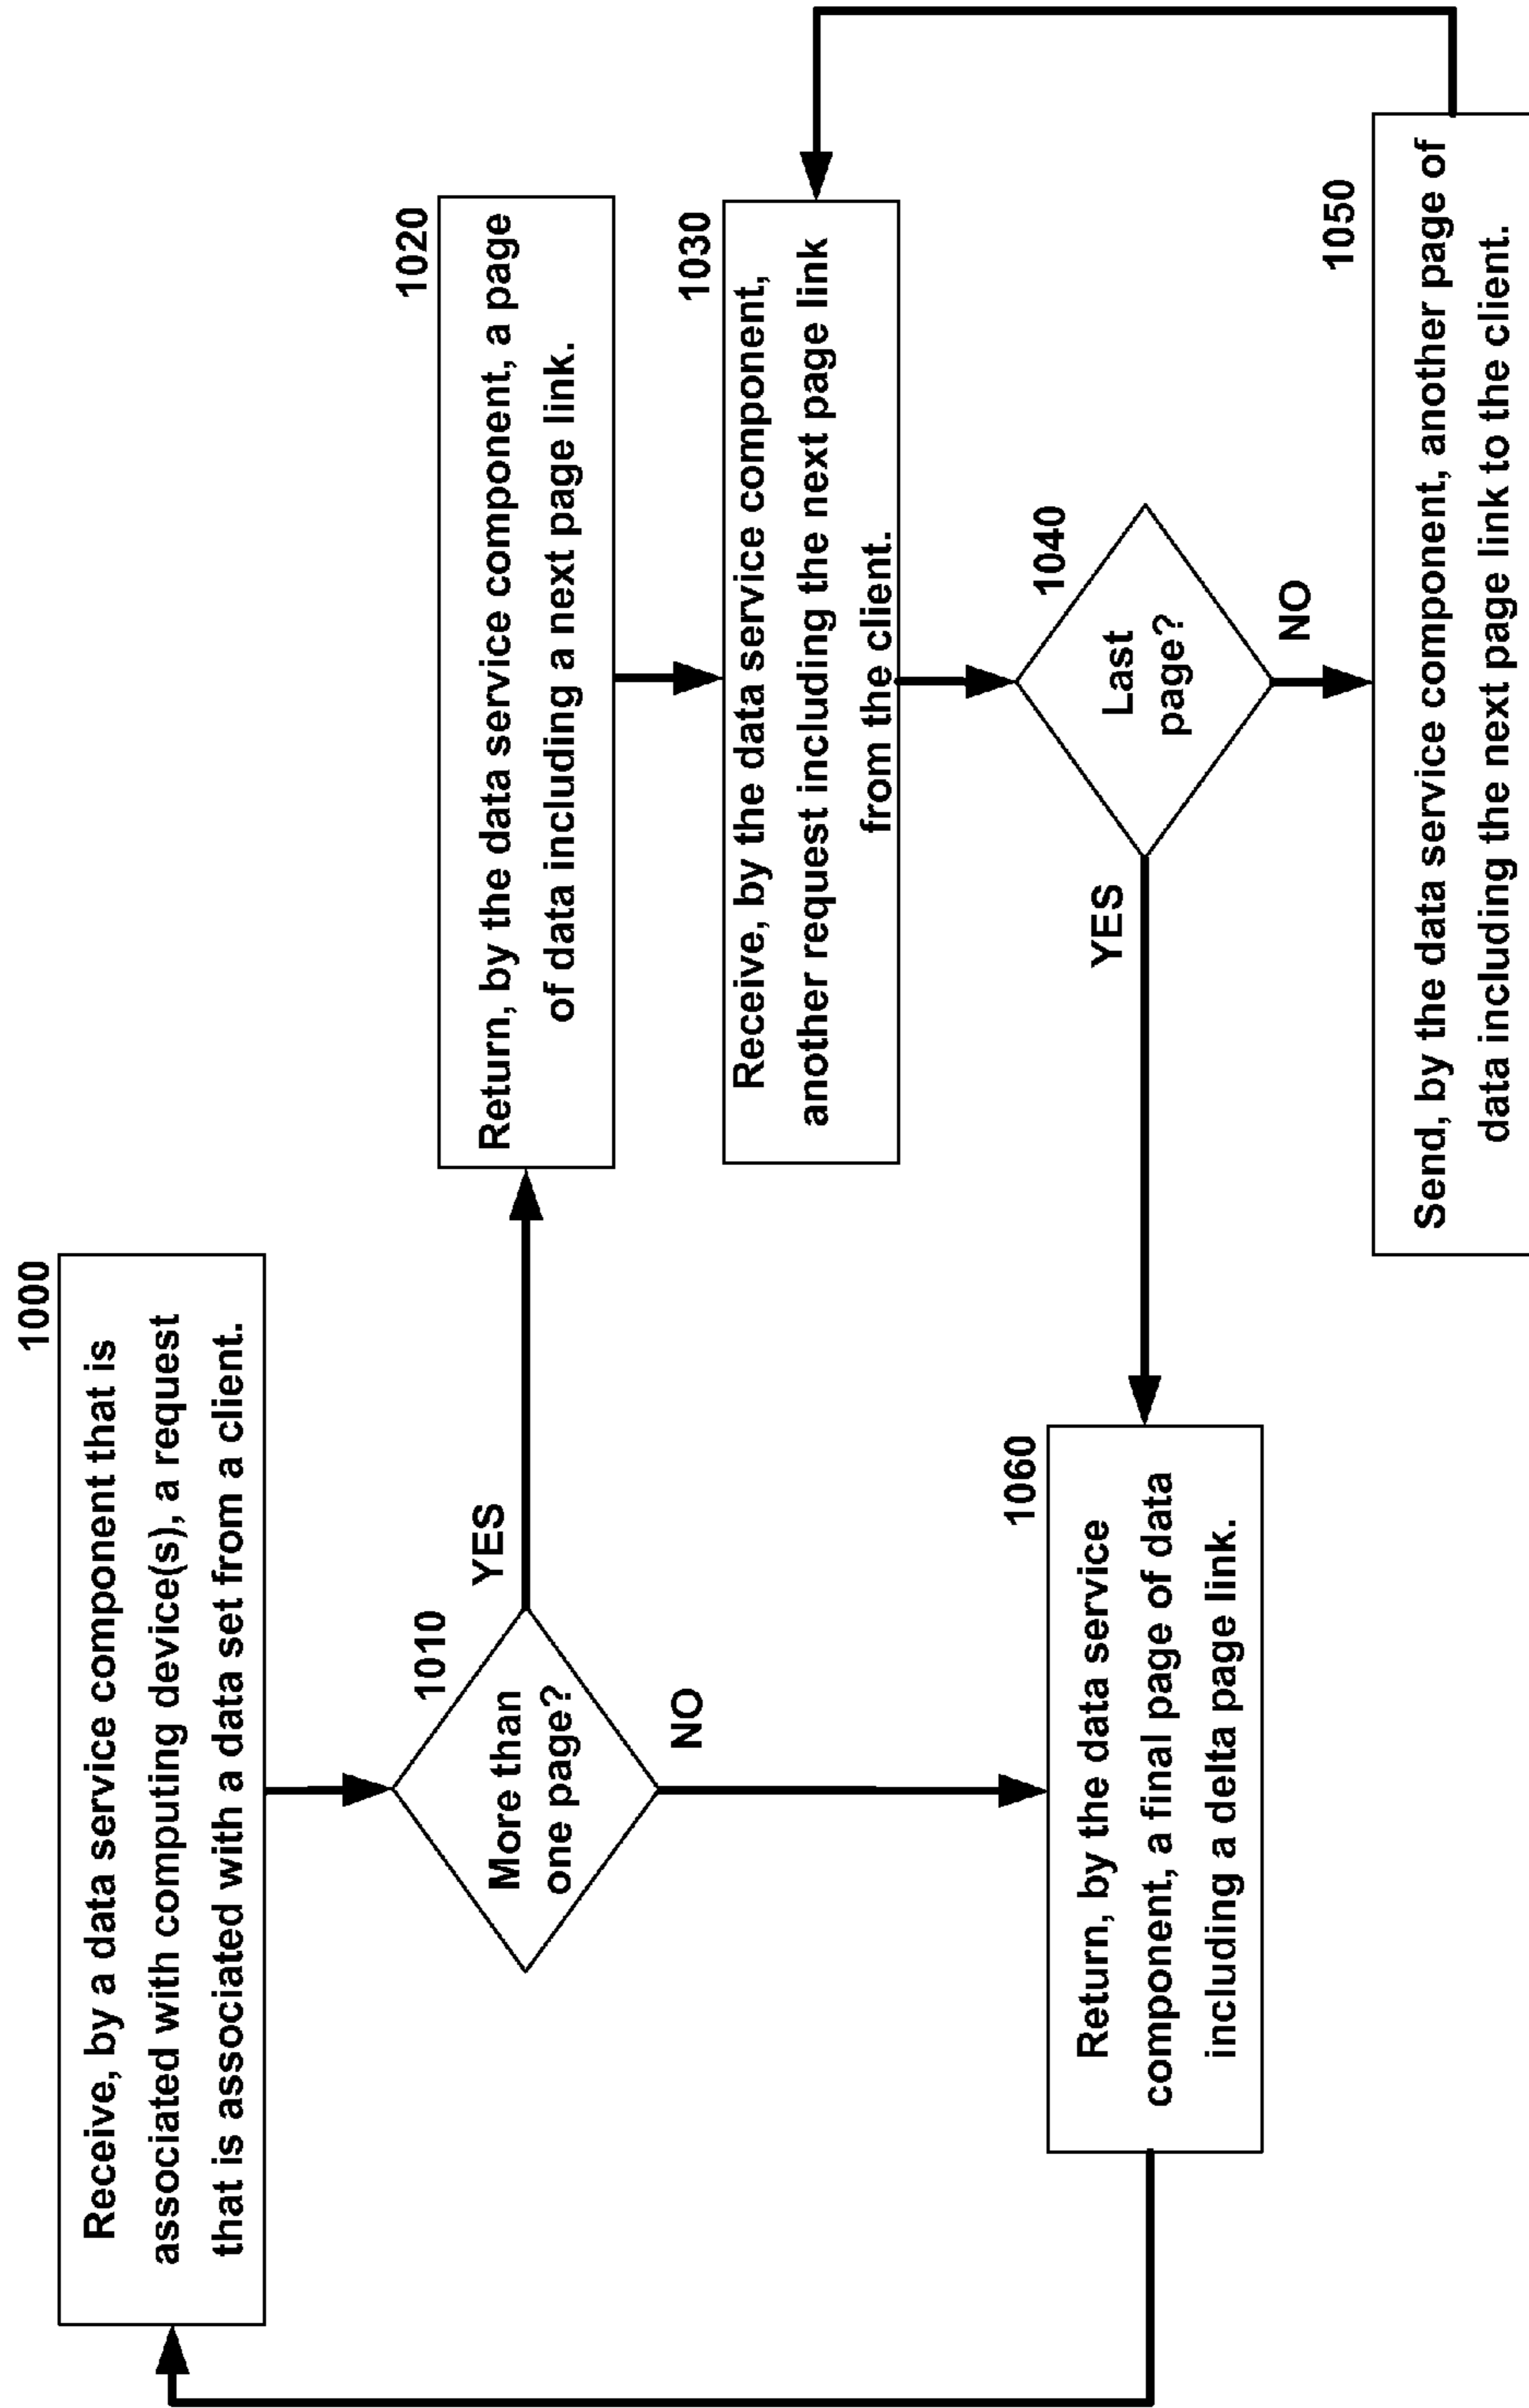 1000
Receive, by a data service component that is
associated with computing device(s), a request
that is associated with a data set from a client.
1010
More than
one page?
YES
NO
1020
Return, by the data service component, a page
of data including a next page link.
1030
Receive, by the data service component,
another request including the next page link
from the client.
1040
Last
page?
YES
NO
1050
Send, by the data service component, another page of
data including the next page link to the client.
1060
Return, by the data service
component, a final page of data
including a delta page link.